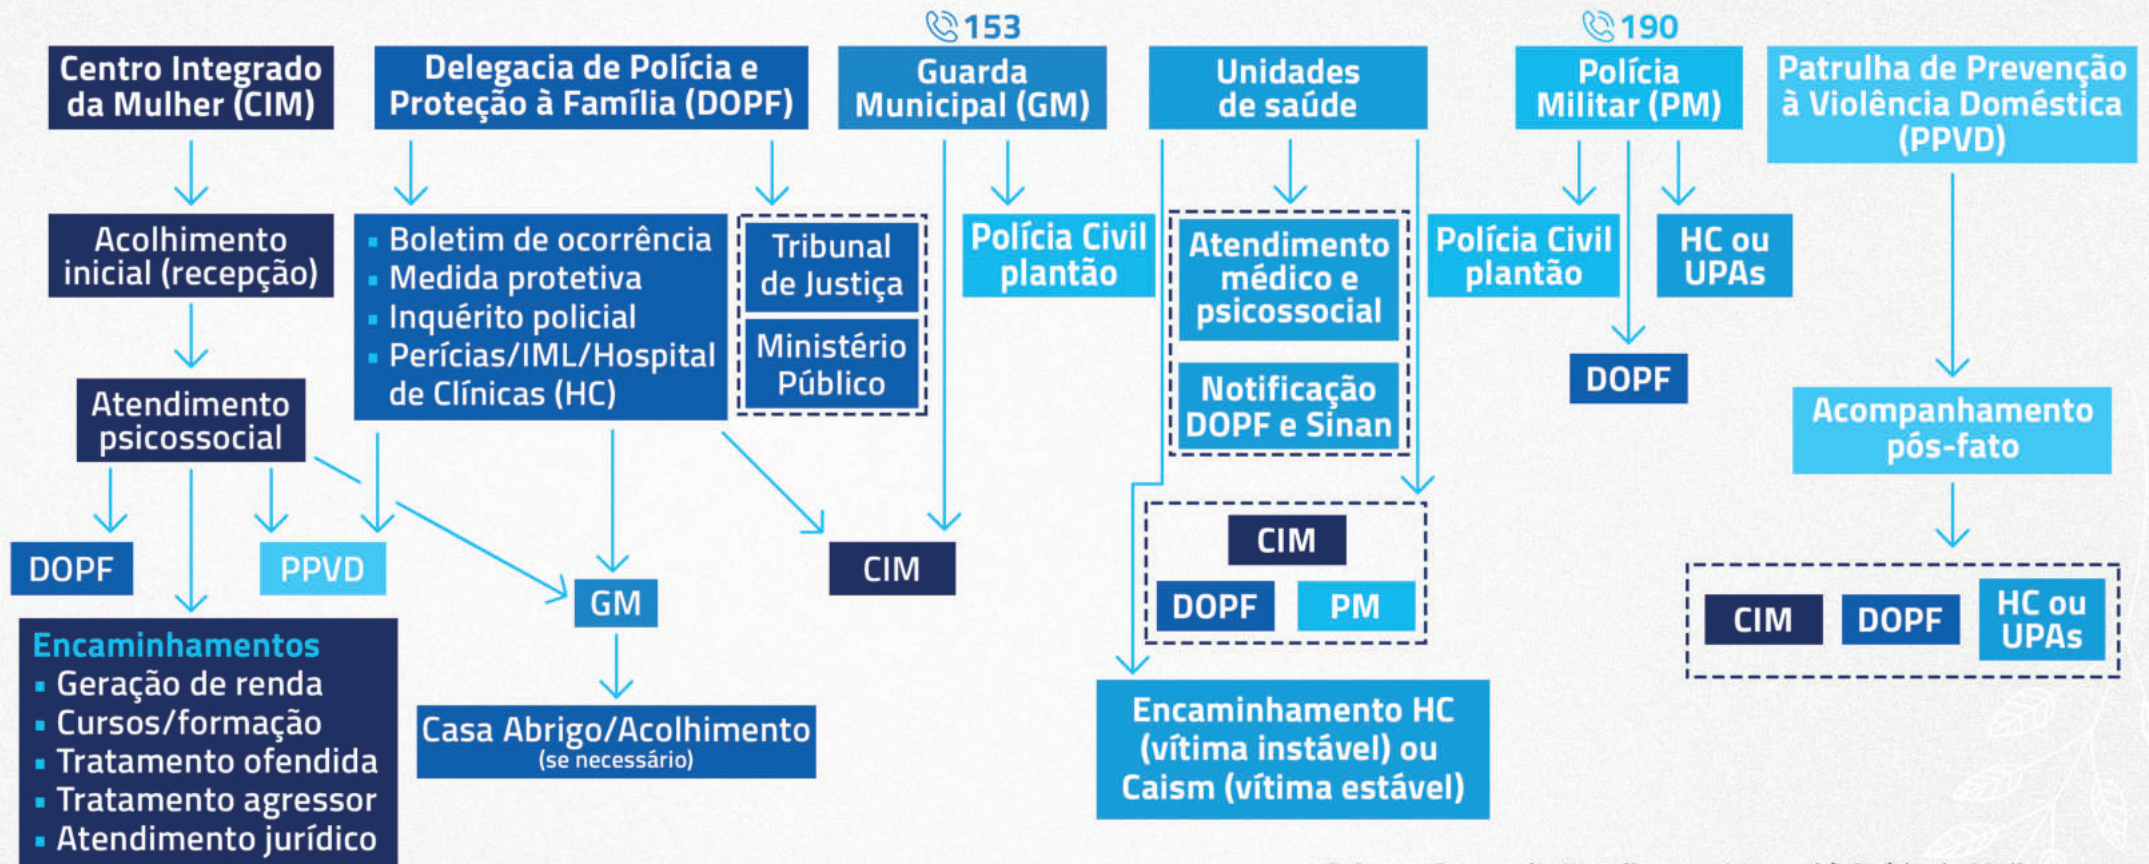 153
190
Centro Integrado
da Mulher (CIM)
Delegacia de Polícia e
Proteção à Família (DOPF)
Guarda
Municipal (GM)
Unidades
de saúde
Polícia
Militar (PM)
Patrulha de Prevenção
à Violência Doméstica
(PPVD)
Acolhimento
inicial (recepção)
▪ Boletim de ocorrência
▪ Medida protetiva
▪ Inquérito policial
▪ Perícias/IML/Hospital
de Clínicas (HC)
Tribunal
de Justiça
Ministério
Público
Polícia Civil
plantão
Atendimento
médico e
psicossocial
Notificação
DOPF e Sinan
Polícia Civil
plantão
HC ou
UPAs
DOPF
Atendimento
psicossocial
Acompanhamento
pós-fato
DOPF
PPVD
GM
CIM
CIM
DOPF
PM
CIM
DOPF
HC ou
UPAs
Encaminhamentos
▪ Geração de renda
▪ Cursos/formação
▪ Tratamento ofendida
▪ Tratamento agressor
▪ Atendimento jurídico
Casa Abrigo/Acolhimento
(se necessário)
Encaminhamento HC
(vítima instável) ou
Caism (vítima estável)